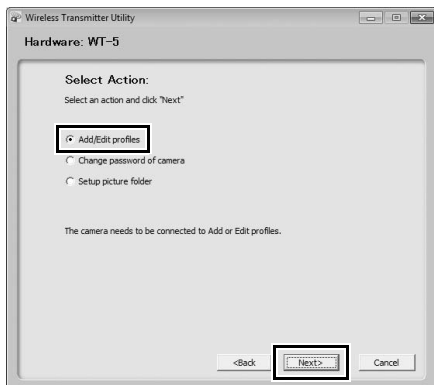 Wireless Transmitter Utility
Hardware: WT-5
Select Action:
Select an action and click "Next"
Add/Edit profiles
Change password of camera
Setup picture folder
The camera needs to be connected to Add or Edit profiles.
<Back Next> Cancel